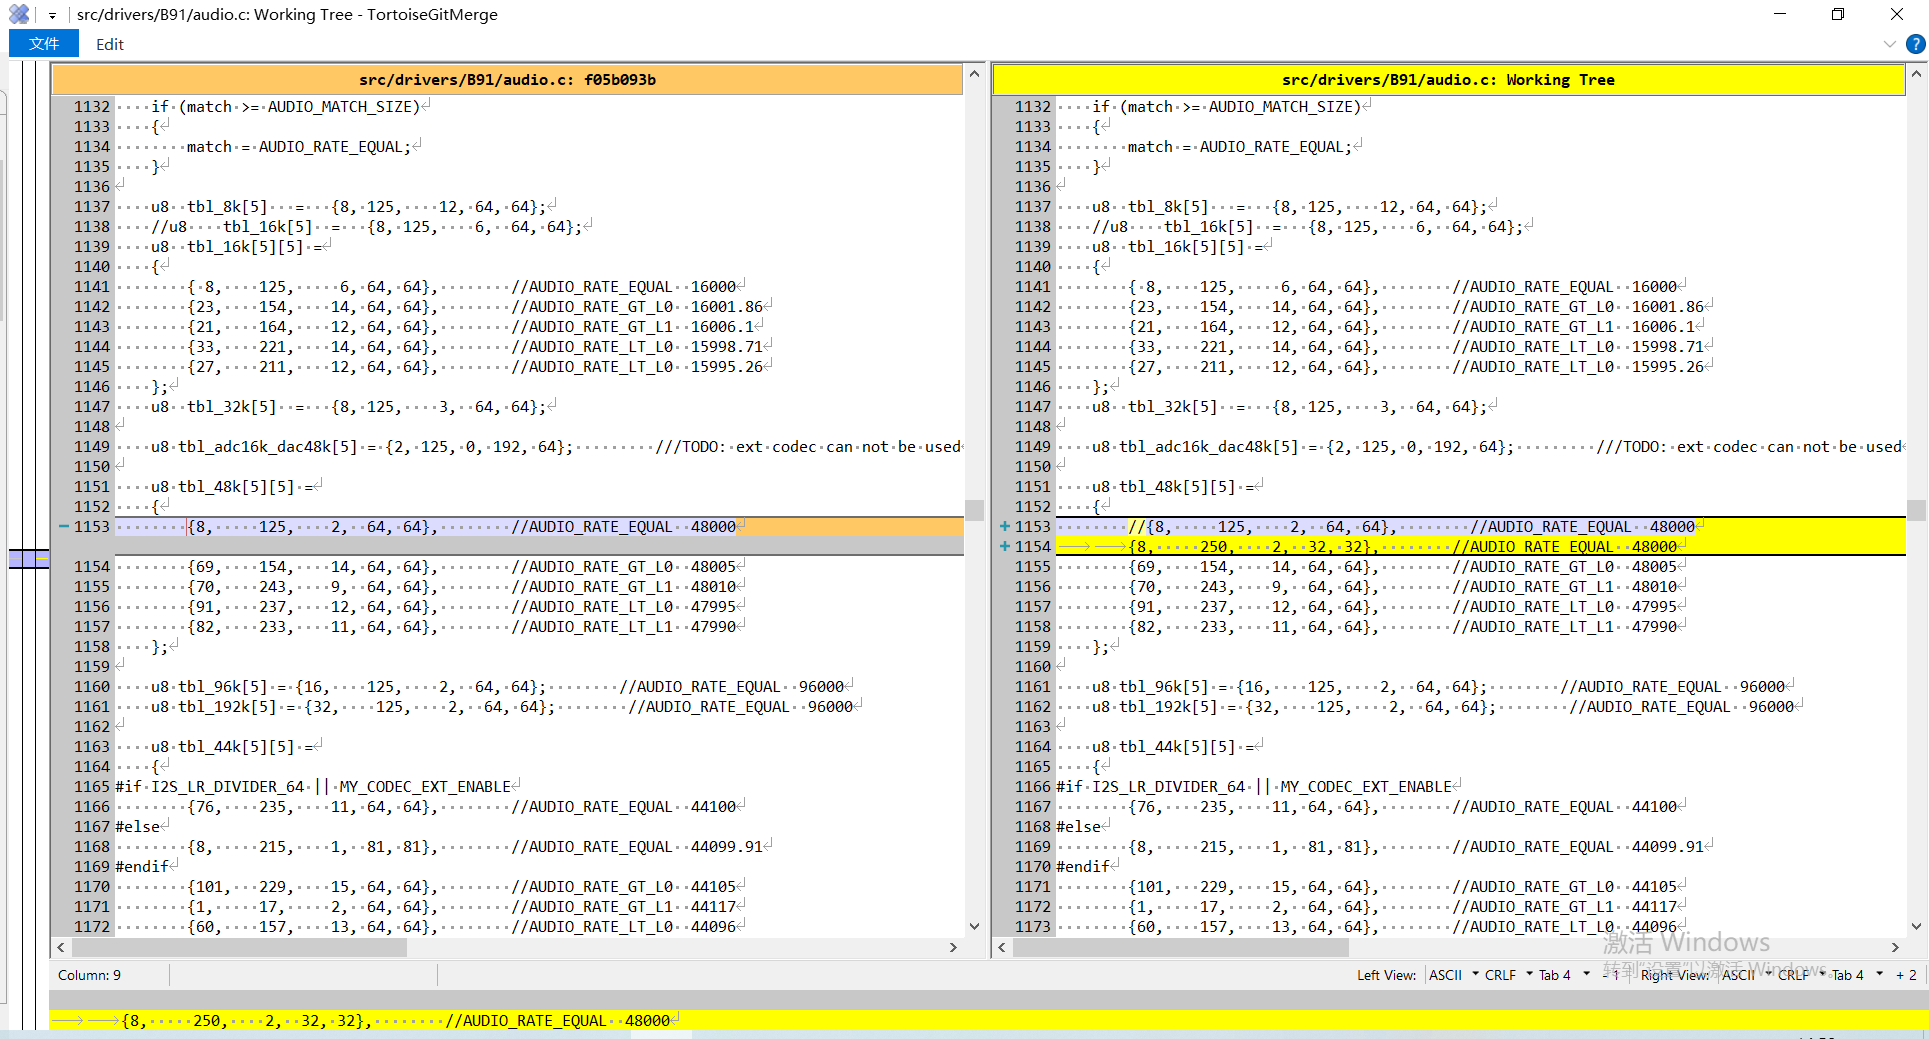 src/drivers/B91/audio.c: Working Tree - TortoiseGitMerge
文件 Edit
src/drivers/B91/audio.c: f05b093b
1132 if (match >= AUDIO_MATCH_SIZE)
1133 {
1134 match = AUDIO_RATE_EQUAL;
1135 }
1136
1137 u8 tbl_8k[5] = {8, 125, 12, 64, 64};
1138 //u8 tbl_16k[5] = {8, 125, 6, 64, 64};
1139 u8 tbl_16k[5][5] =
1140 {
1141 { 8, 125, 6, 64, 64}, //AUDIO_RATE_EQUAL 16000
1142 {23, 154, 14, 64, 64}, //AUDIO_RATE_GT_L0 16001.86
1143 {21, 164, 12, 64, 64}, //AUDIO_RATE_GT_L1 16006.1
1144 {33, 221, 14, 64, 64}, //AUDIO_RATE_LT_L0 15998.71
1145 {27, 211, 12, 64, 64}, //AUDIO_RATE_LT_L0 15995.26
1146 };
1147 u8 tbl_32k[5] = {8, 125, 3, 64, 64};
1148
1149 u8 tbl_adc16k_dac48k[5] = {2, 125, 0, 192, 64}; ///TODO: ext codec can not be used
1150
1151 u8 tbl_48k[5][5] =
1152 {
1153 {8, 125, 2, 64, 64}, //AUDIO_RATE_EQUAL 48000
1154 {69, 154, 14, 64, 64}, //AUDIO_RATE_GT_L0 48005
1155 {70, 243, 9, 64, 64}, //AUDIO_RATE_GT_L1 48010
1156 {91, 237, 12, 64, 64}, //AUDIO_RATE_LT_L0 47995
1157 {82, 233, 11, 64, 64}, //AUDIO_RATE_LT_L1 47990
1158 };
1159
1160 u8 tbl_96k[5] = {16, 125, 2, 64, 64}; //AUDIO_RATE_EQUAL 96000
1161 u8 tbl_192k[5] = {32, 125, 2, 64, 64}; //AUDIO_RATE_EQUAL 96000
1162
1163 u8 tbl_44k[5][5] =
1164 {
1165 #if I2S_LR_DIVIDER_64 || MY_CODEC_EXT_ENABLE
1166 {76, 235, 11, 64, 64}, //AUDIO_RATE_EQUAL 44100
1167 #else
1168 {8, 215, 1, 81, 81}, //AUDIO_RATE_EQUAL 44099.91
1169 #endif
1170 {101, 229, 15, 64, 64}, //AUDIO_RATE_GT_L0 44105
1171 {1, 17, 2, 64, 64}, //AUDIO_RATE_GT_L1 44117
1172 {60, 157, 13, 64, 64}, //AUDIO_RATE_LT_L0 44096
src/drivers/B91/audio.c: Working Tree
1132 if (match >= AUDIO_MATCH_SIZE)
1133 {
1134 match = AUDIO_RATE_EQUAL;
1135 }
1136
1137 u8 tbl_8k[5] = {8, 125, 12, 64, 64};
1138 //u8 tbl_16k[5] = {8, 125, 6, 64, 64};
1139 u8 tbl_16k[5][5] =
1140 {
1141 { 8, 125, 6, 64, 64}, //AUDIO_RATE_EQUAL 16000
1142 {23, 154, 14, 64, 64}, //AUDIO_RATE_GT_L0 16001.86
1143 {21, 164, 12, 64, 64}, //AUDIO_RATE_GT_L1 16006.1
1144 {33, 221, 14, 64, 64}, //AUDIO_RATE_LT_L0 15998.71
1145 {27, 211, 12, 64, 64}, //AUDIO_RATE_LT_L0 15995.26
1146 };
1147 u8 tbl_32k[5] = {8, 125, 3, 64, 64};
1148
1149 u8 tbl_adc16k_dac48k[5] = {2, 125, 0, 192, 64}; ///TODO: ext codec can not be used
1150
1151 u8 tbl_48k[5][5] =
1152 {
1153 //{8, 125, 2, 64, 64}, //AUDIO_RATE_EQUAL 48000
1154 {8, 250, 2, 32, 32}, //AUDIO_RATE_EQUAL 48000
1155 {69, 154, 14, 64, 64}, //AUDIO_RATE_GT_L0 48005
1156 {70, 243, 9, 64, 64}, //AUDIO_RATE_GT_L1 48010
1157 {91, 237, 12, 64, 64}, //AUDIO_RATE_LT_L0 47995
1158 {82, 233, 11, 64, 64}, //AUDIO_RATE_LT_L1 47990
1159 };
1160
1161 u8 tbl_96k[5] = {16, 125, 2, 64, 64}; //AUDIO_RATE_EQUAL 96000
1162 u8 tbl_192k[5] = {32, 125, 2, 64, 64}; //AUDIO_RATE_EQUAL 96000
1163
1164 u8 tbl_44k[5][5] =
1165 {
1166 #if I2S_LR_DIVIDER_64 || MY_CODEC_EXT_ENABLE
1167 {76, 235, 11, 64, 64}, //AUDIO_RATE_EQUAL 44100
1168 #else
1169 {8, 215, 1, 81, 81}, //AUDIO_RATE_EQUAL 44099.91
1170 #endif
1171 {101, 229, 15, 64, 64}, //AUDIO_RATE_GT_L0 44105
1172 {1, 17, 2, 64, 64}, //AUDIO_RATE_GT_L1 44117
1173 {60, 157, 13, 64, 64}, //AUDIO_RATE_LT_L0 44096
激活 Windows
转到"设置"以激活 Windows。
Column: 9 Left View: ASCII CRLF Tab 4 - 1 Right View: ASCII CRLF Tab 4 + 2
{8, 250, 2, 32, 32}, //AUDIO_RATE_EQUAL 48000